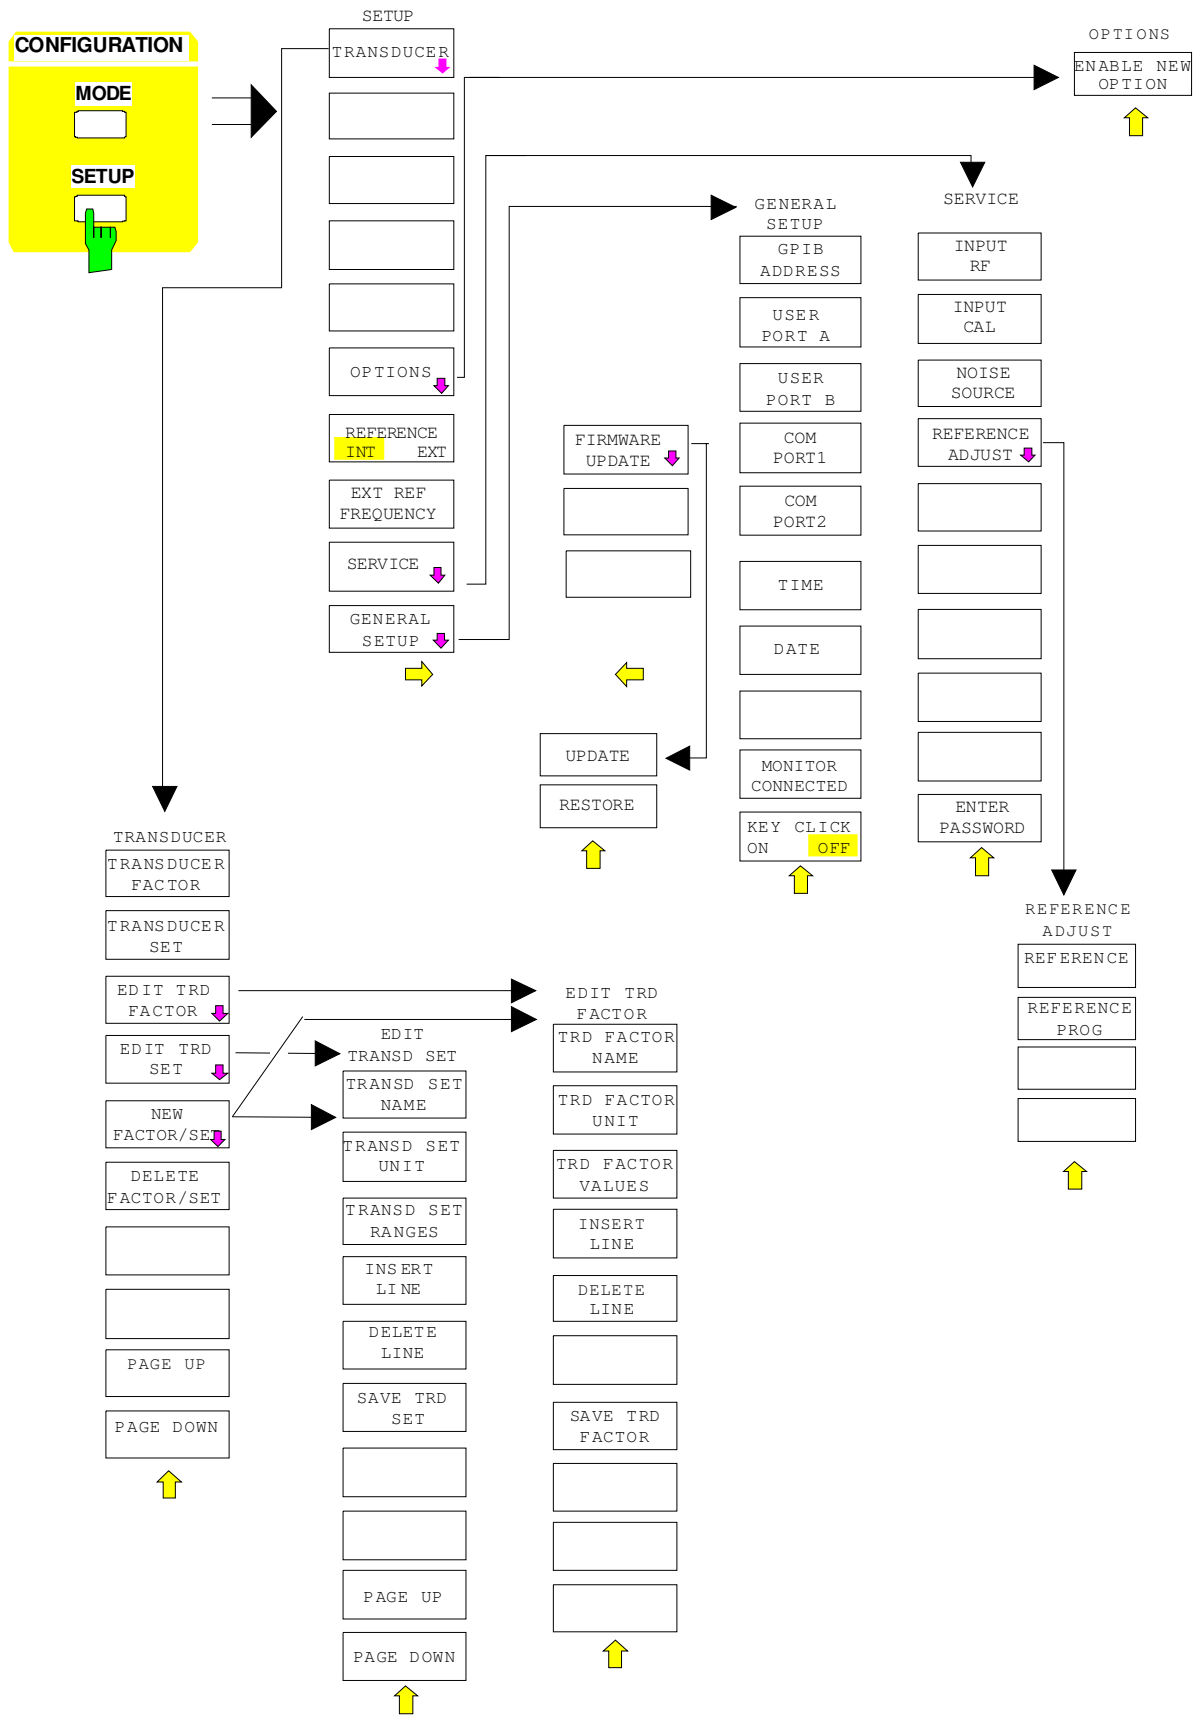 CONFIGURATION
MODE
SETUP
SETUP
TRANSDUCER
OPTIONS
REFERENCE
INT EXT
EXT REF
FREQUENCY
SERVICE
GENERAL
SETUP
FIRMWARE
UPDATE
UPDATE
RESTORE
GENERAL
SETUP
GPIB
ADDRESS
USER
PORT A
USER
PORT B
COM
PORT1
COM
PORT2
TIME
DATE
MONITOR
CONNECTED
KEY CLICK
ON OFF
SERVICE
INPUT
RF
INPUT
CAL
NOISE
SOURCE
REFERENCE
ADJUST
ENTER
PASSWORD
OPTIONS
ENABLE NEW
OPTION
REFERENCE
ADJUST
REFERENCE
REFERENCE
PROG
TRANSDUCER
TRANSDUCER
FACTOR
TRANSDUCER
SET
EDIT TRD
FACTOR
EDIT TRD
SET
NEW
FACTOR/SET
DELETE
FACTOR/SET
PAGE UP
PAGE DOWN
EDIT
TRANSD SET
TRANSD SET
NAME
TRANSD SET
UNIT
TRANSD SET
RANGES
INSERT
LINE
DELETE
LINE
SAVE TRD
SET
PAGE UP
PAGE DOWN
EDIT TRD
FACTOR
TRD FACTOR
NAME
TRD FACTOR
UNIT
TRD FACTOR
VALUES
INSERT
LINE
DELETE
LINE
SAVE TRD
FACTOR